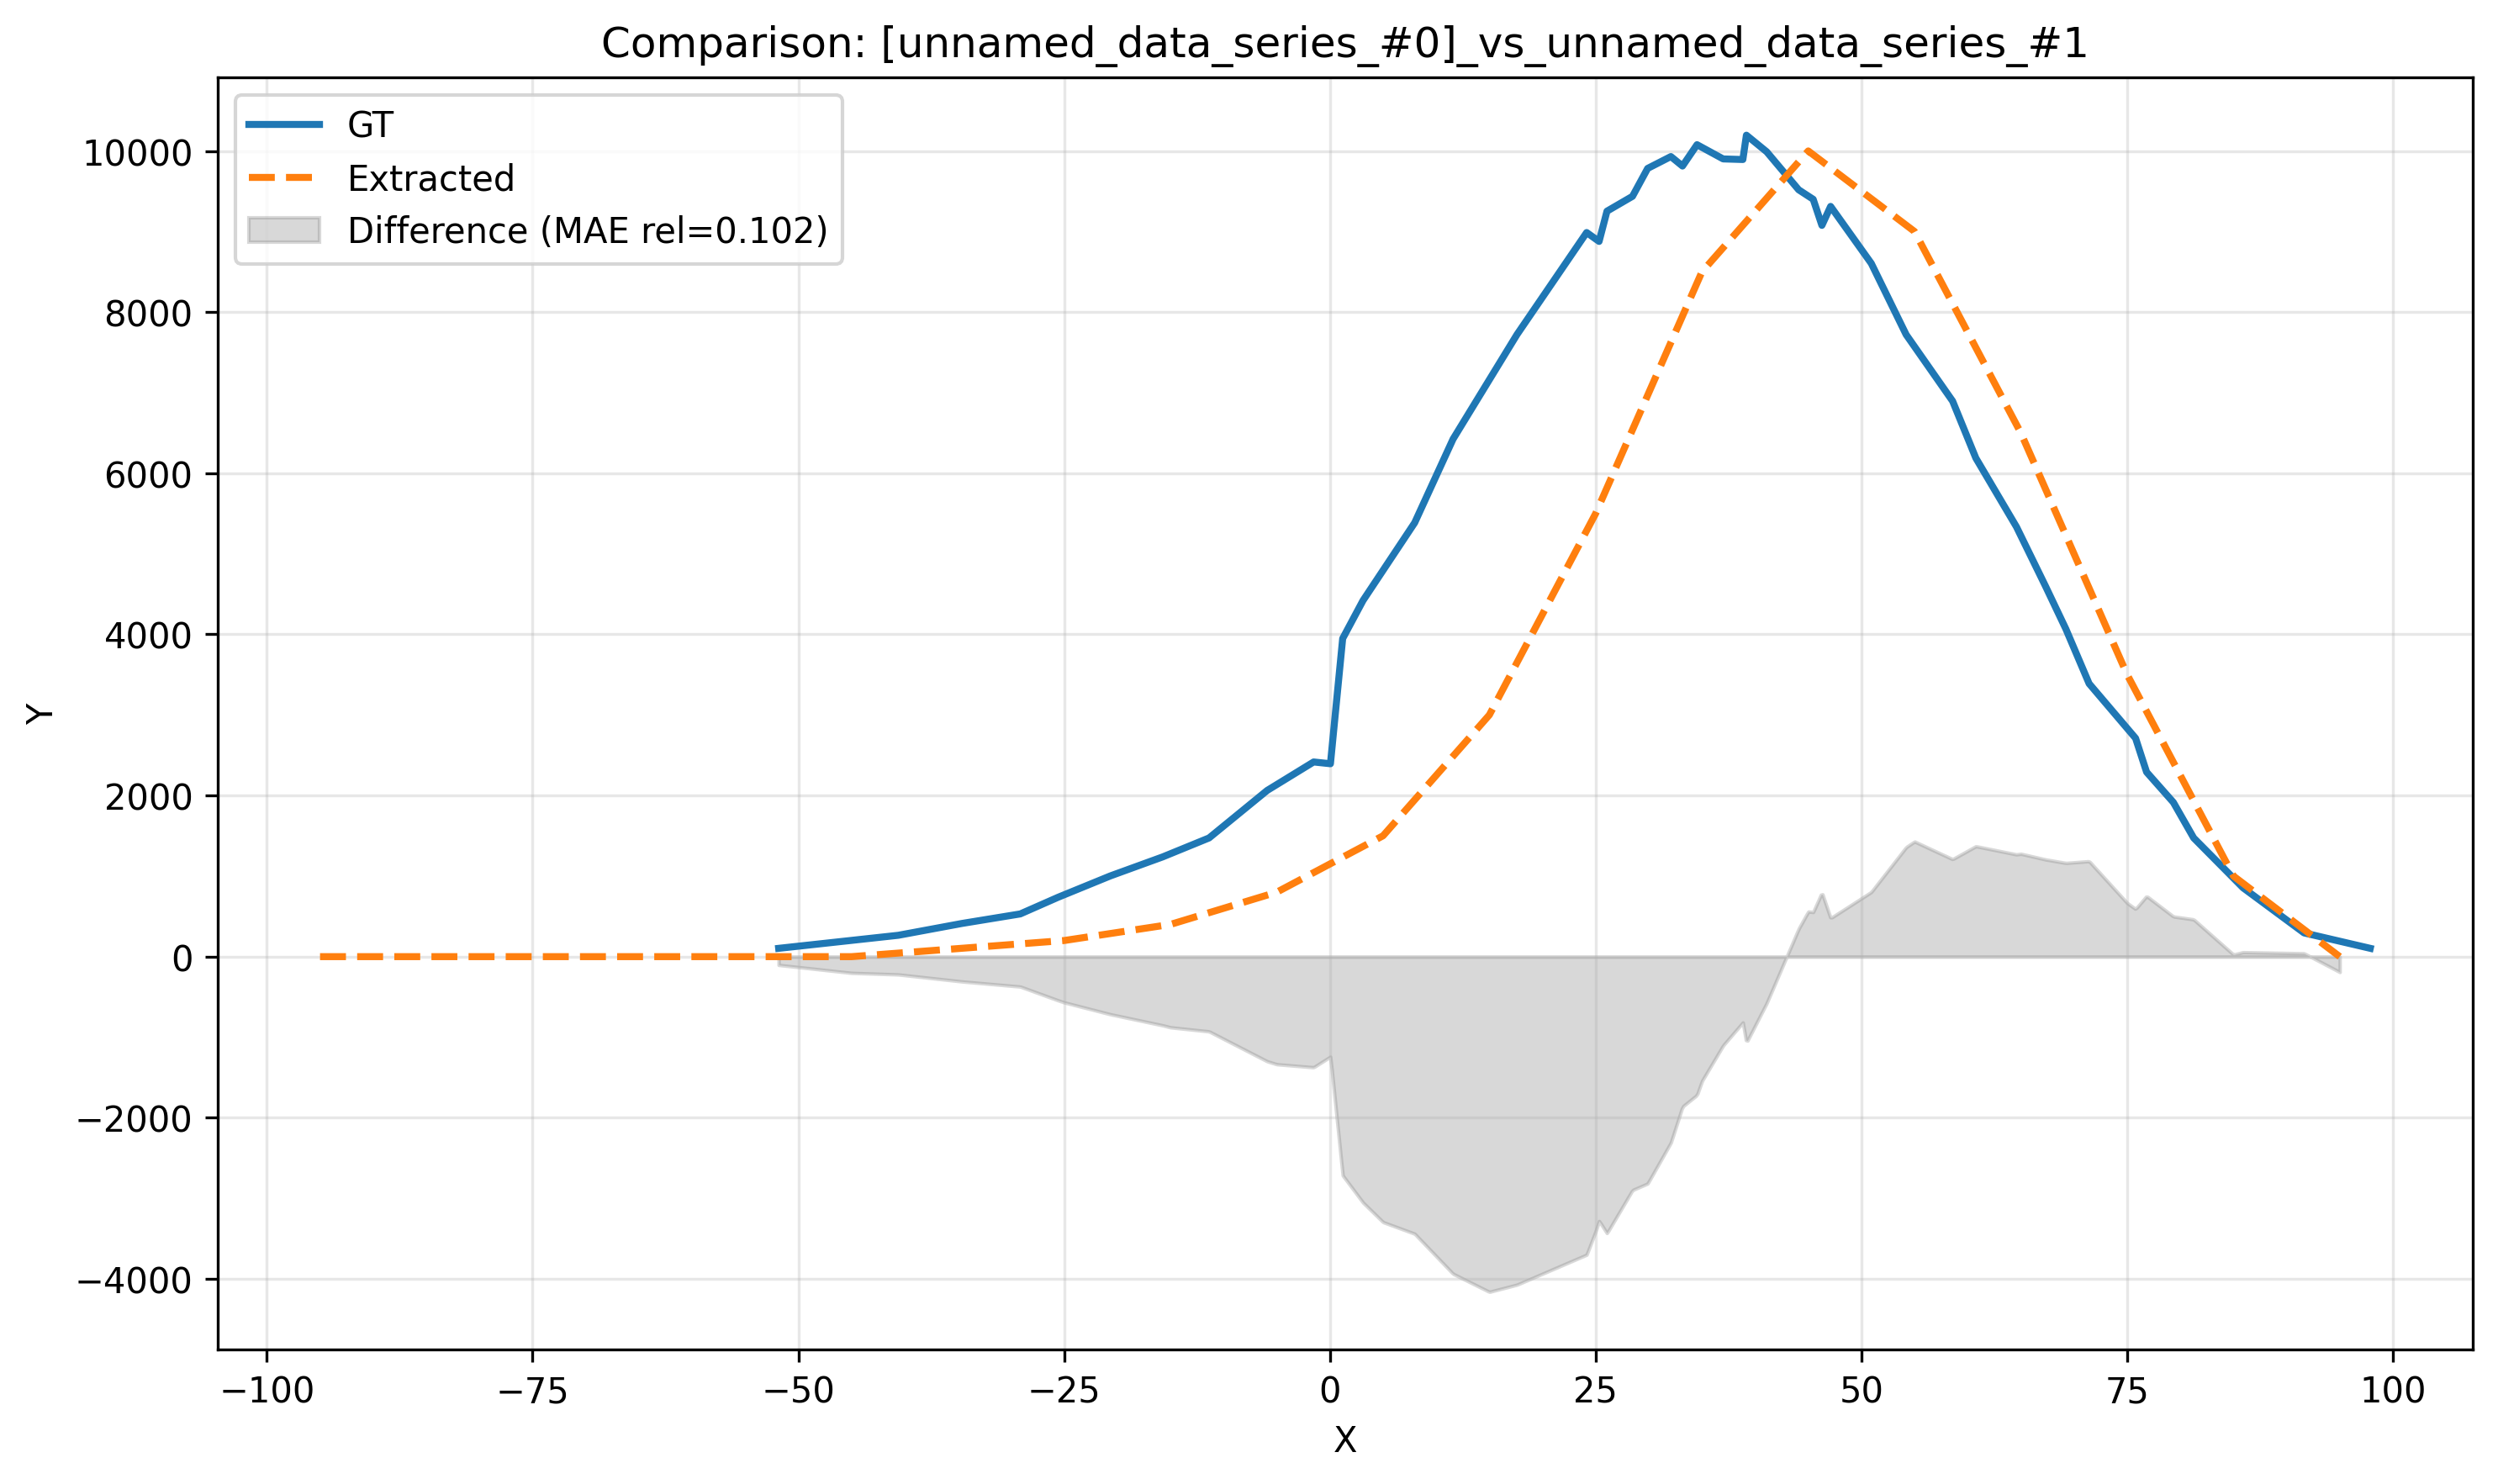 Comparison: [unnamed_data_series_#0]_vs_unnamed_data_series_#1
GT
Extracted
Difference (MAE rel=0.102)
10000
8000
6000
4000
2000
0
−2000
−4000
Y
−100 −75 −50 −25 0 25 50 75 100
X